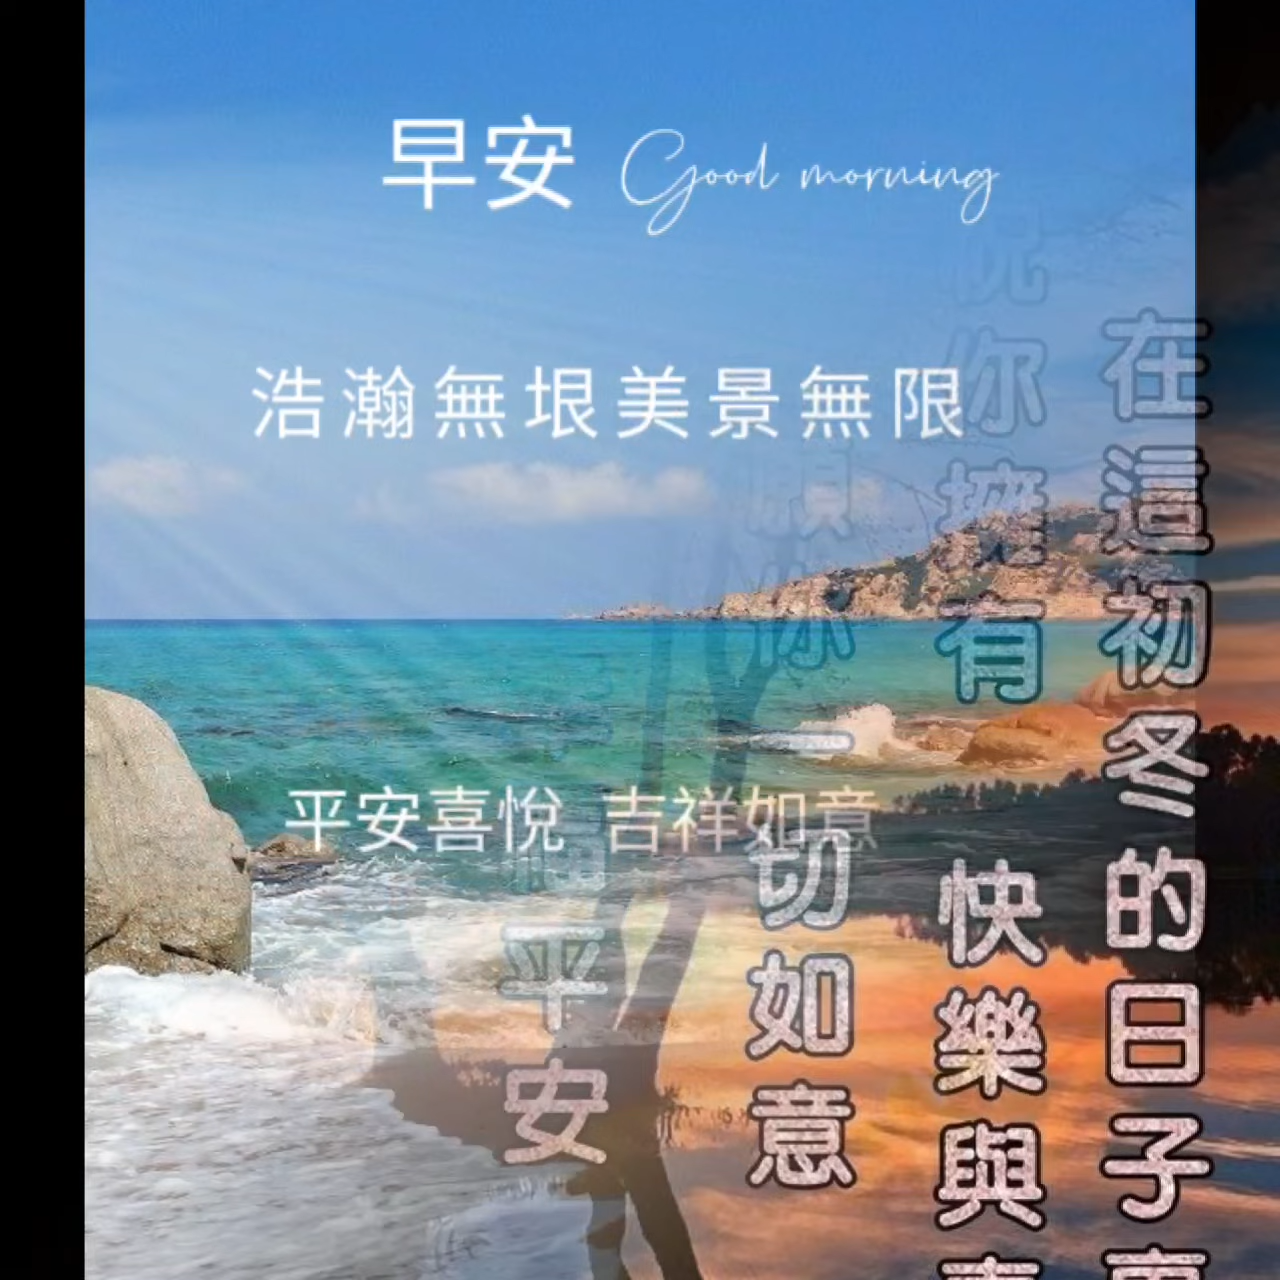 早安 Good morning
浩瀚無垠美景無限
平安喜悅 吉祥如意
在這初冬的日子
祝你擁有 快樂與
願你一切如意
平安